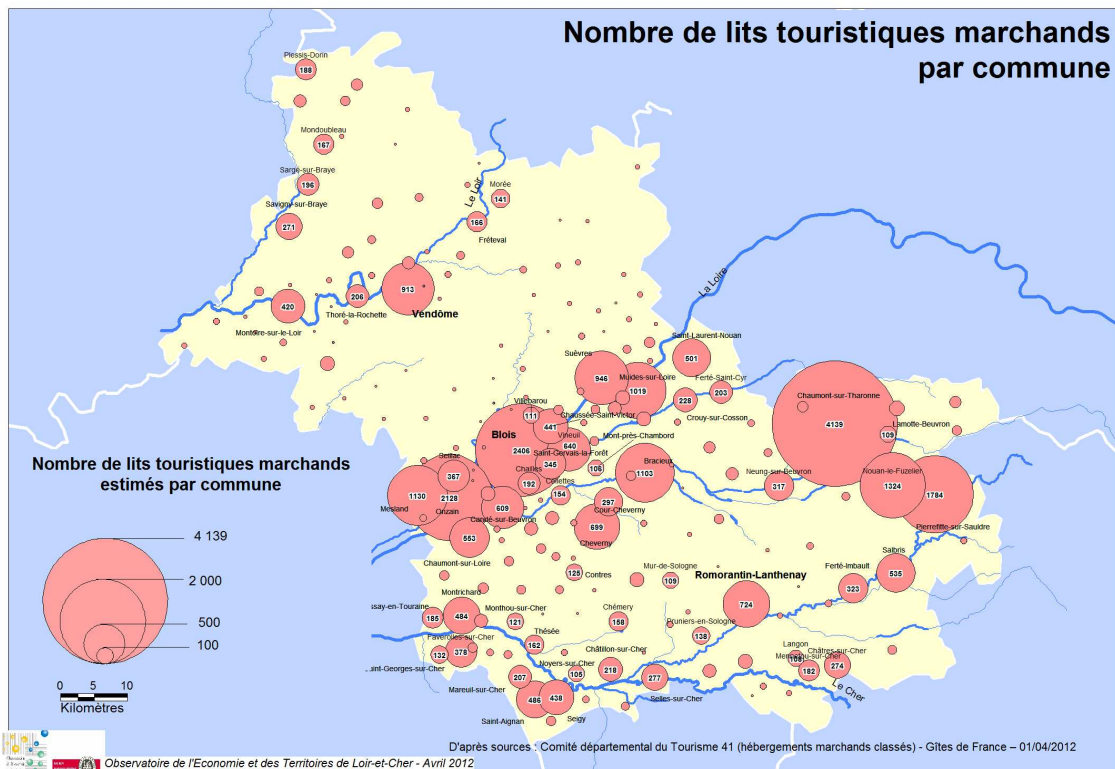 Nombre de lits touristiques marchands
par commune
Plessis-Dorin
188
Mondoubleau
167
Sargé-sur-Braye
196
Savigny-sur-Braye
271
Le Loir
Morée
141
166
Fréteval
420
Montoire-sur-le-Loir
206
Thoré-la-Rochette
913
Vendôme
La Loire
Saint-Laurent-Nouan
501
Suèvres
946
Muides-sur-Loire
1019
Ferté-Saint-Cyr
203
228
Crouy-sur-Cosson
Chaumont-sur-Tharonne
4139
Lamotte-Beuvron
109
Villebarou
111
Chaussée-Saint-Victor
441
Blois
2406
Vineuil
640
Mont-près-Chambord
106
Saint-Gervais-la-Forêt
345
Chailles
192
Bracieux
1103
Neung-sur-Beuvron
317
Nouan-le-Fuzelier
1324
1784
Pierrefitte-sur-Sauldre
Seillac
367
1130
Mesland
2128
Onzain
609
Candé-sur-Beuvron
Cellettes
154
297
Cour-Cheverny
699
Cheverny
553
Chaumont-sur-Loire
125
Contres
Mur-de-Sologne
109
Romorantin-Lanthenay
724
Salbris
535
Ferté-Imbault
323
Montrichard
484
ssay-en-Touraine
185
Monthou-sur-Cher
121
Chémery
158
Pruniers-en-Sologne
138
Faverolles-sur-Cher
378
132
int-Georges-sur-Cher
Thésée
162
Noyers-sur-Cher
105
Châtillon-sur-Cher
218
277
Selles-sur-Cher
Langon
Mennetou-sur-Cher
182
Châtres-sur-Cher
274
Le Cher
207
Mareuil-sur-Cher
486
Saint-Aignan
438
Seigy
Nombre de lits touristiques marchands
estimés par commune
4 139
2 000
500
100
0 5 10
Kilomètres
D'après sources : Comité départemental du Tourisme 41 (hébergements marchands classés) - Gîtes de France – 01/04/2012
Observatoire de l'Economie et des Territoires de Loir-et-Cher - Avril 2012